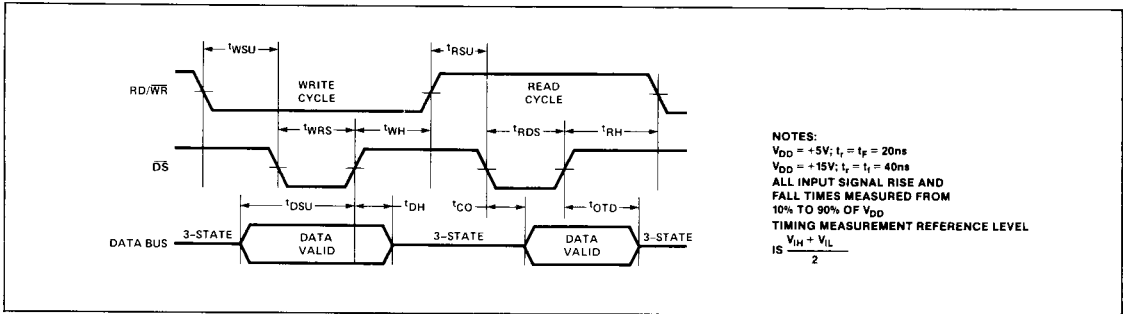 tWSU
tRSU
RD/W̅R̅
WRITE
CYCLE
READ
CYCLE
tWRS
tWH
tRDS
tRH
D̅S̅
tDSU
tDH
tCO
tOTD
DATA BUS
3-STATE
DATA
VALID
3-STATE
DATA
VALID
3-STATE
NOTES:
VDD = +5V; tr = tF = 20ns
VDD = +15V; tr = tf = 40ns
ALL INPUT SIGNAL RISE AND
FALL TIMES MEASURED FROM
10% TO 90% OF VDD
TIMING MEASUREMENT REFERENCE LEVEL
IS VIH + VIL
2